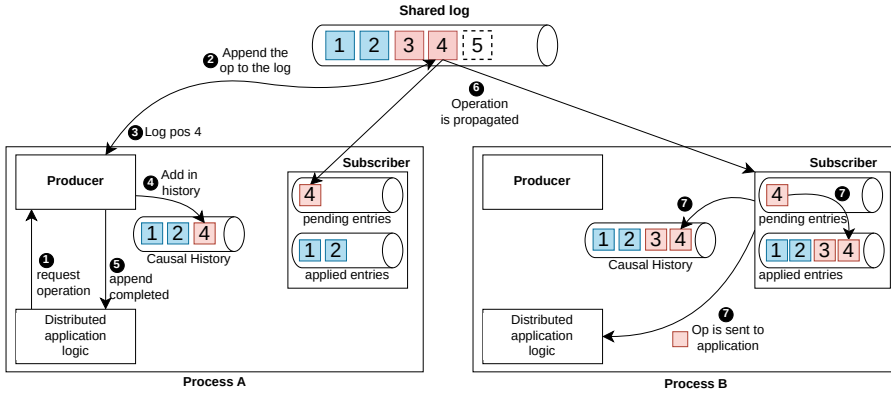 Shared log
1 2 3 4 5
2 Append the
op to the log
6
Operation
is propagated
3 Log pos 4
Producer
4 Add in
history
1 2 4
Causal History
1
request
operation
5
append
completed
Distributed
application
logic
Subscriber
4
pending entries
1 2
applied entries
Process A
Producer
7
1 2 3 4
Causal History
Subscriber
4
7
pending entries
1 2 3 4
applied entries
Distributed
application
logic
7
Op is sent to
application
Process B